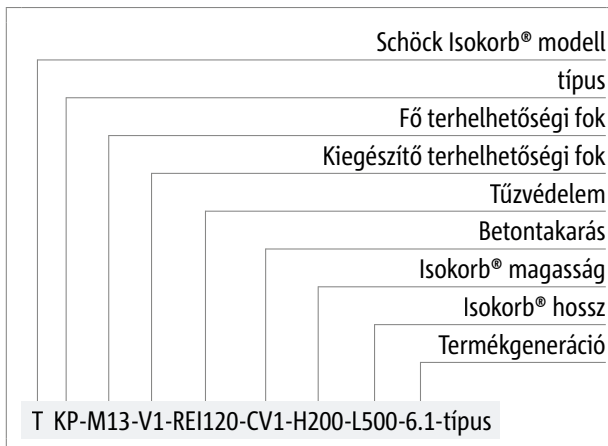 Schöck Isokorb® modell
típus
Fő terhelhetőségi fok
Kiegészítő terhelhetőségi fok
Tűzvédelem
Betontakarás
Isokorb® magasság
Isokorb® hossz
Termékgeneráció
T KP-M13-V1-REI120-CV1-H200-L500-6.1-típus